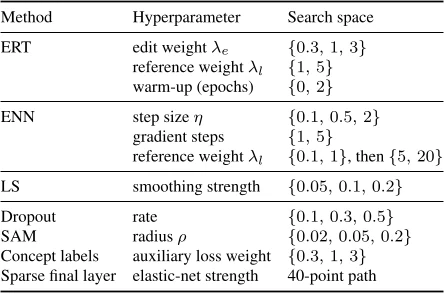 Method Hyperparameter Search space
ERT edit weight λe {0.3, 1, 3}
reference weight λl {1, 5}
warm-up (epochs) {0, 2}
ENN step size η {0.1, 0.5, 2}
gradient steps {1, 5}
reference weight λl {0.1, 1}, then {5, 20}
LS smoothing strength {0.05, 0.1, 0.2}
Dropout rate {0.1, 0.3, 0.5}
SAM radius ρ {0.02, 0.05, 0.2}
Concept labels auxiliary loss weight {0.3, 1, 3}
Sparse final layer elastic-net strength 40-point path